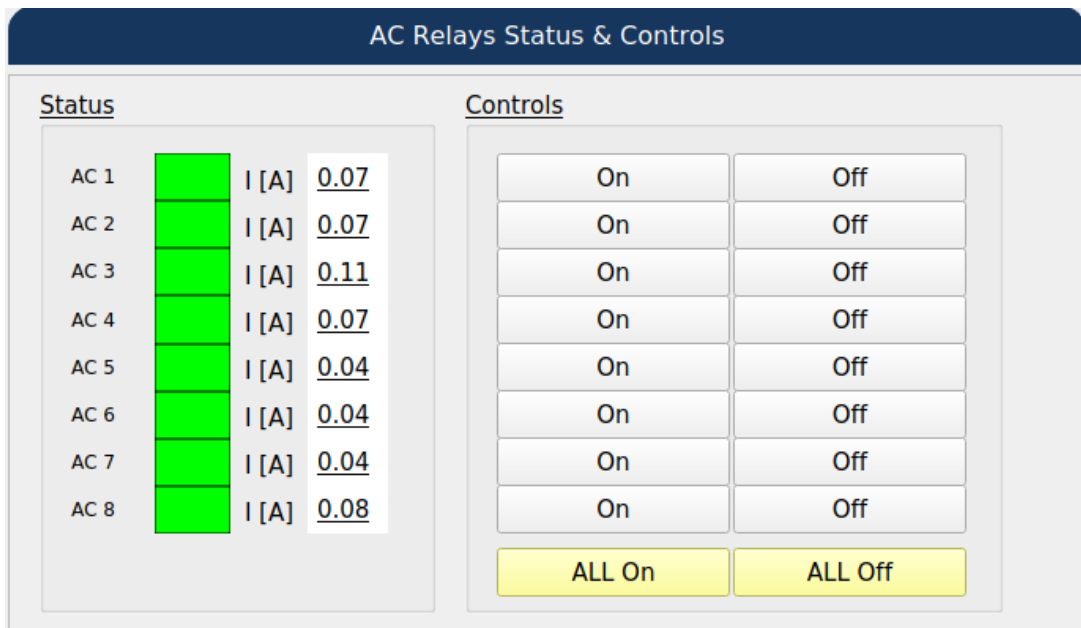 AC Relays Status & Controls
Status Controls
AC 1 I [A] 0.07 On Off
AC 2 I [A] 0.07 On Off
AC 3 I [A] 0.11 On Off
AC 4 I [A] 0.07 On Off
AC 5 I [A] 0.04 On Off
AC 6 I [A] 0.04 On Off
AC 7 I [A] 0.04 On Off
AC 8 I [A] 0.08 On Off
ALL On ALL Off